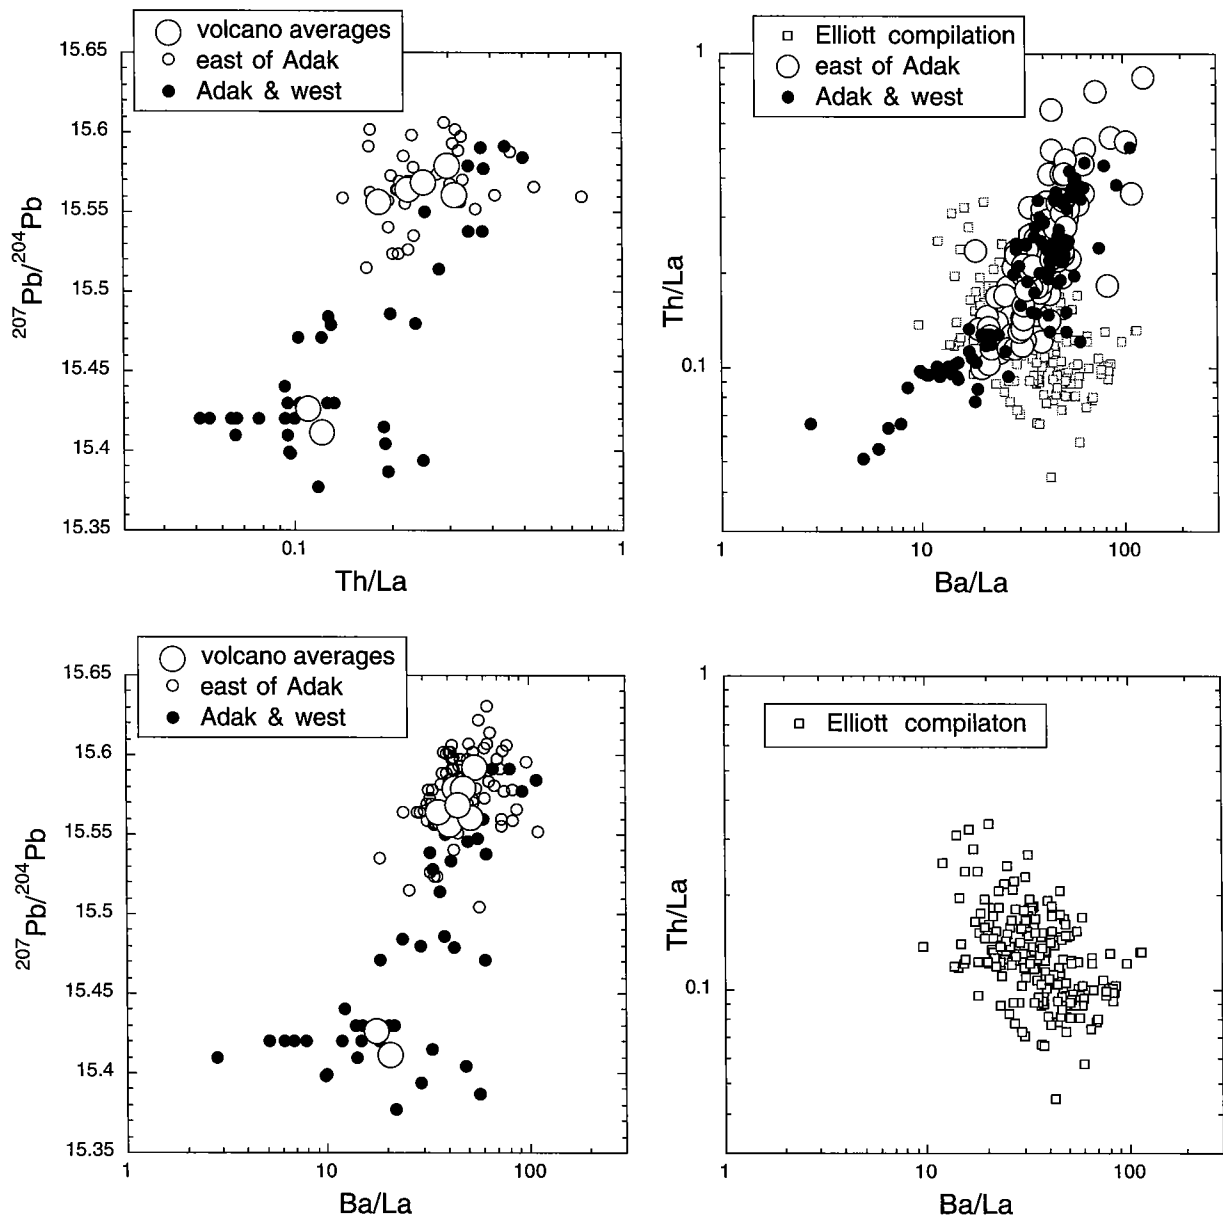 volcano averages
east of Adak
Adak & west
15.65
15.6
15.55
15.5
15.45
15.4
15.35
207Pb/204Pb
0.1
1
Th/La
Elliott compilation
east of Adak
Adak & west
1
0.1
Th/La
1
10
100
Ba/La
volcano averages
east of Adak
Adak & west
15.65
15.6
15.55
15.5
15.45
15.4
15.35
207Pb/204Pb
1
10
100
Ba/La
Elliott compilaton
1
0.1
Th/La
1
10
100
Ba/La